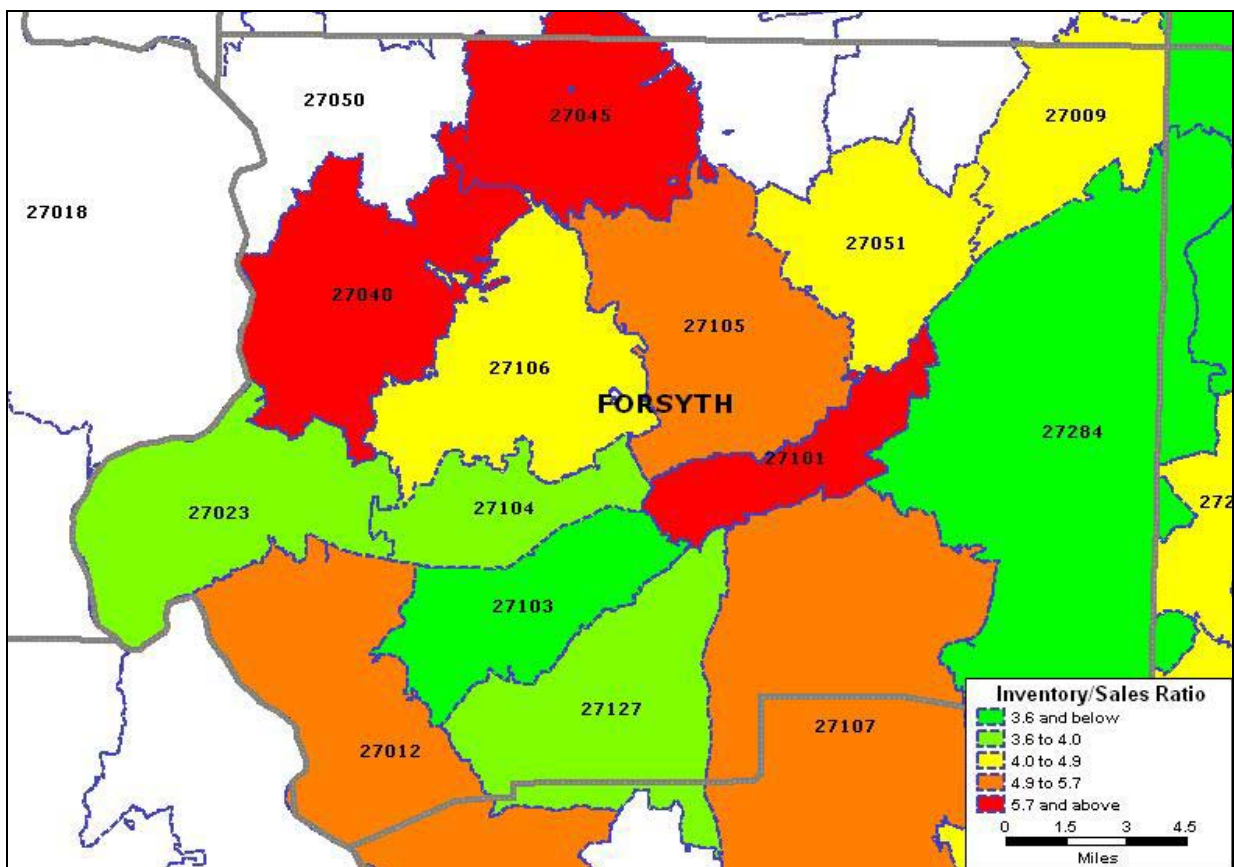 27050
27045
27009
27018
27051
27040
27105
27106
FORSYTH
27284
27101
27023
27104
272
27103
27127
27012
27107
Inventory/Sales Ratio
3.6 and below
3.6 to 4.0
4.0 to 4.9
4.9 to 5.7
5.7 and above
0 1.5 3 4.5
Miles